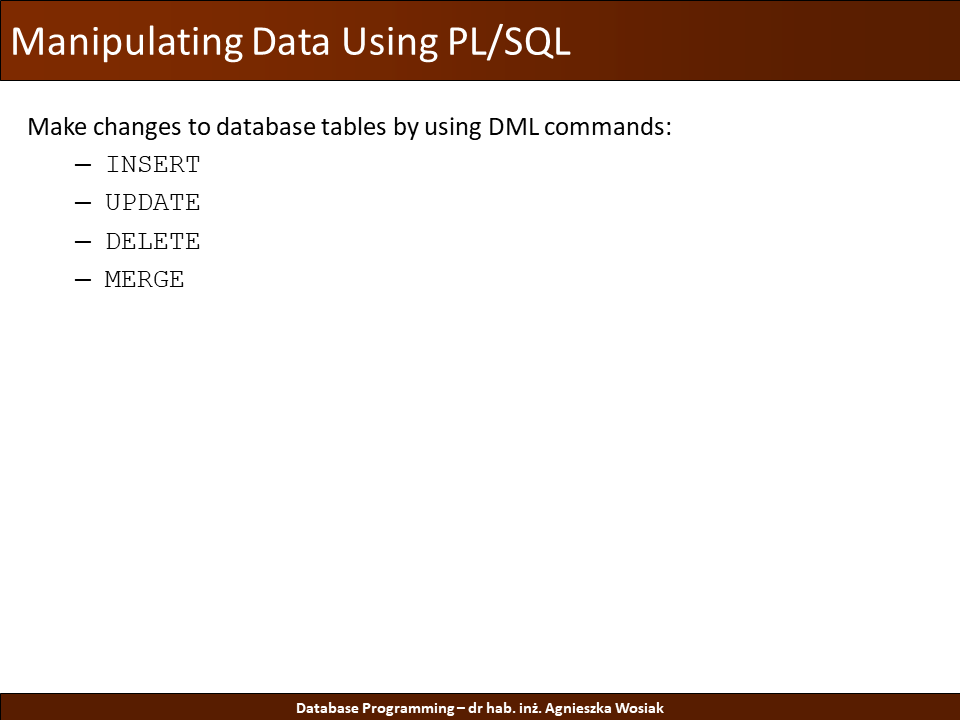 Manipulating Data Using PL/SQL
Make changes to database tables by using DML commands:
– INSERT
– UPDATE
– DELETE
– MERGE
Database Programming – dr hab. inż. Agnieszka Wosiak